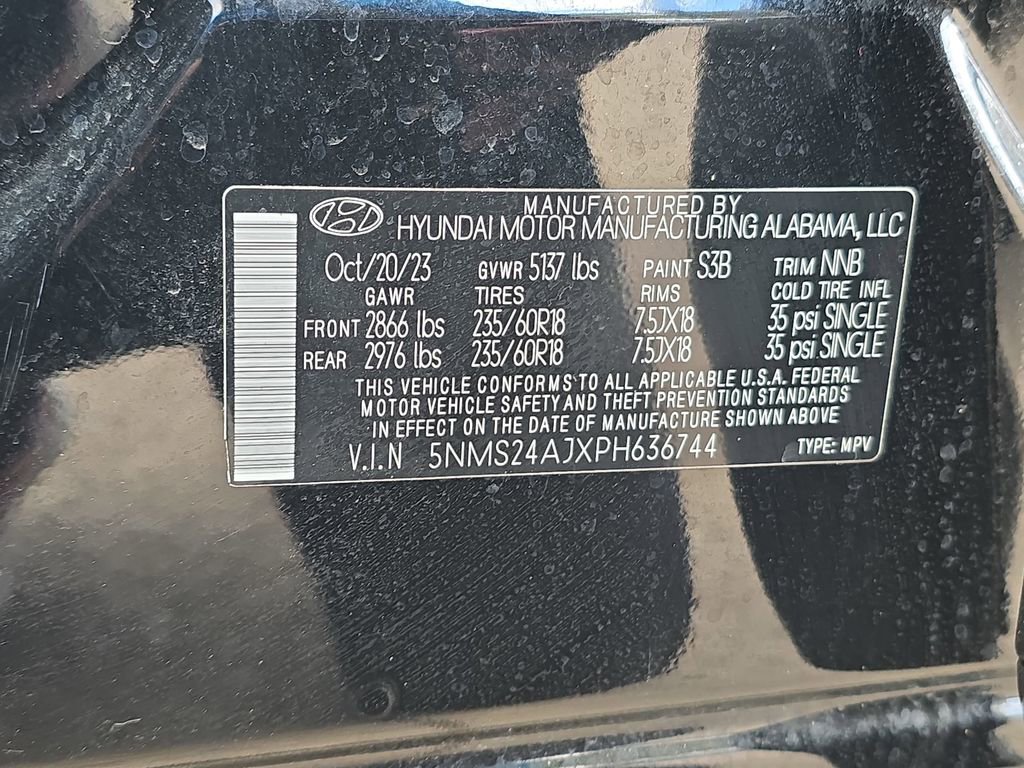 MANUFACTURED BY
HYUNDAI MOTOR MANUFACTURING ALABAMA, LLC
Oct/20/23 GVWR 5137 lbs PAINT S3B TRIM NNB
GAWR TIRES RIMS COLD TIRE INFL
FRONT 2866 lbs 235/60R18 7.5JX18 35 psi SINGLE
REAR 2976 lbs 235/60R18 7.5JX18 35 psi SINGLE
THIS VEHICLE CONFORMS TO ALL APPLICABLE U.S.A. FEDERAL
MOTOR VEHICLE SAFETY AND THEFT PREVENTION STANDARDS
IN EFFECT ON THE DATE OF MANUFACTURE SHOWN ABOVE
V.I.N 5NMS24AJXPH636744 TYPE: MPV